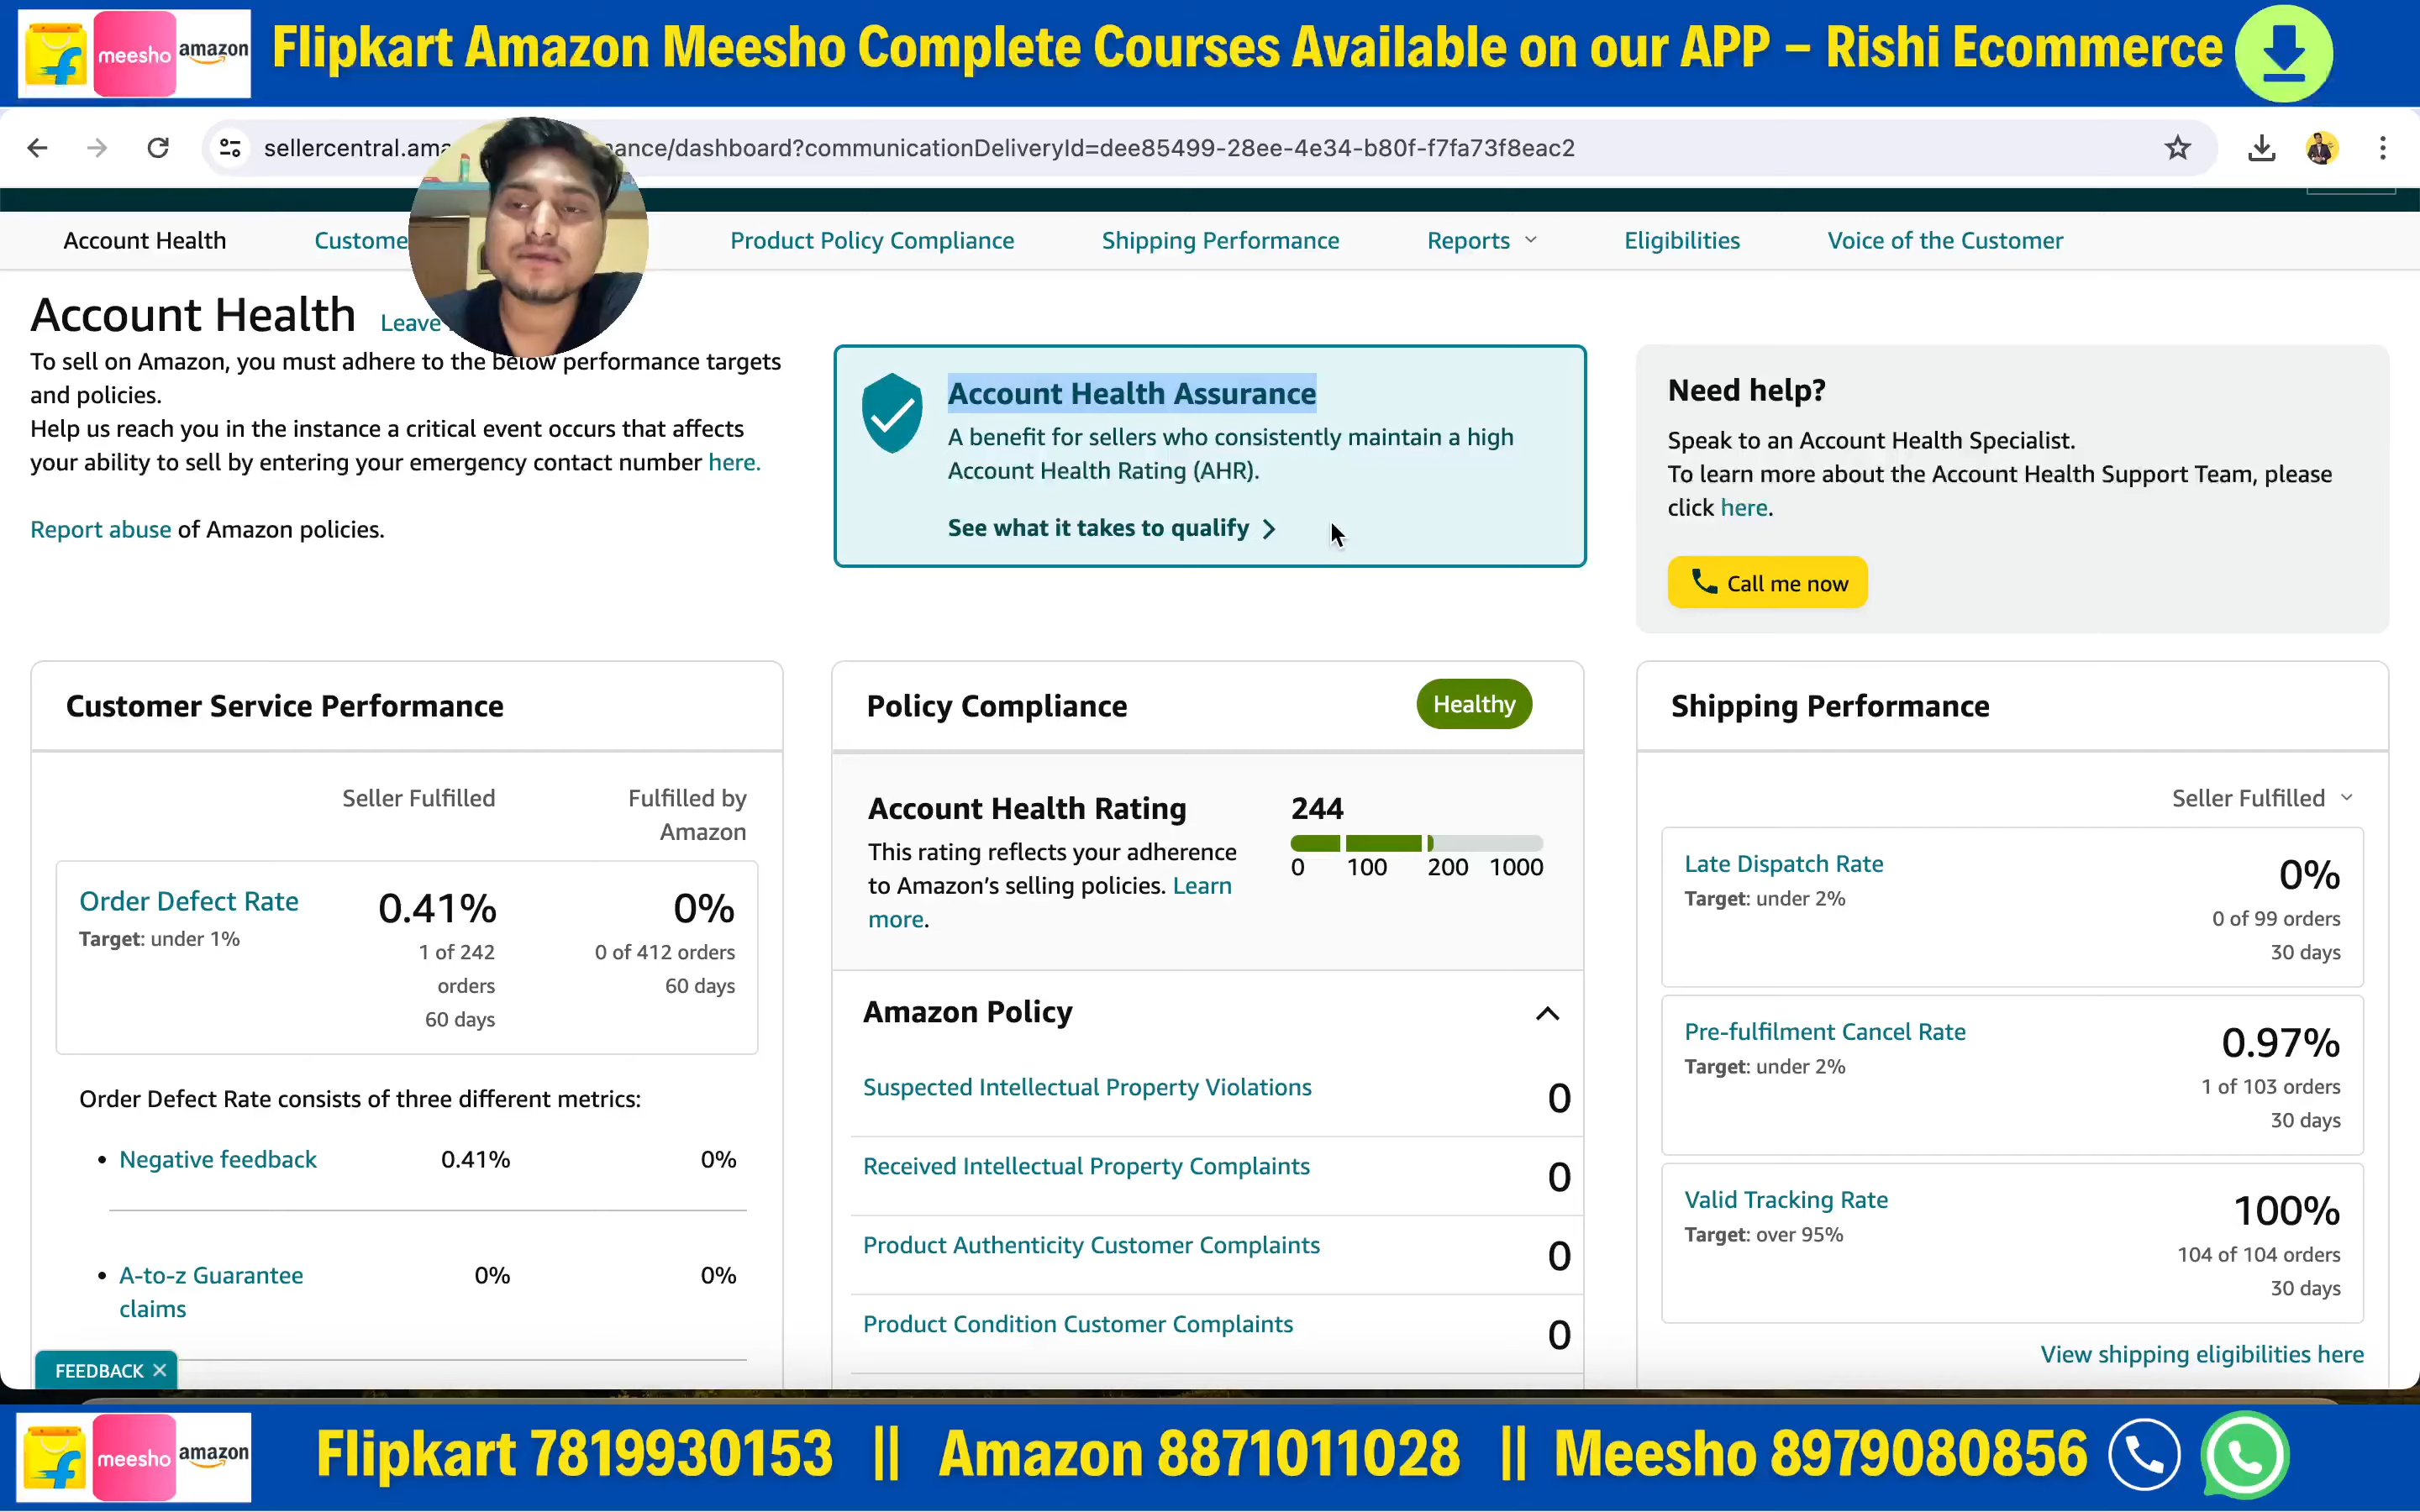 meesho
amazon
Flipkart Amazon Meesho Complete Courses Available on our APP – Rishi Ecommerce
sellercentral.ama
nance/dashboard?communicationDeliveryId=dee85499-28ee-4e34-b80f-f7fa73f8eac2
Account Health
Custome
Product Policy Compliance
Shipping Performance
Reports
Eligibilities
Voice of the Customer
Account Health
Leave
To sell on Amazon, you must adhere to the below performance targets
and policies.
Help us reach you in the instance a critical event occurs that affects
your ability to sell by entering your emergency contact number here.
Report abuse of Amazon policies.
Account Health Assurance
A benefit for sellers who consistently maintain a high
Account Health Rating (AHR).
See what it takes to qualify
Need help?
Speak to an Account Health Specialist.
To learn more about the Account Health Support Team, please
click here.
Call me now
Customer Service Performance
Seller Fulfilled
Fulfilled by
Amazon
Order Defect Rate
Target: under 1%
0.41%
1 of 242
orders
60 days
0%
0 of 412 orders
60 days
Order Defect Rate consists of three different metrics:
• Negative feedback 0.41% 0%
• A-to-z Guarantee
claims
0% 0%
FEEDBACK
Policy Compliance
Healthy
Account Health Rating
This rating reflects your adherence
to Amazon's selling policies. Learn
more.
244
0 100 200 1000
Amazon Policy
Suspected Intellectual Property Violations 0
Received Intellectual Property Complaints 0
Product Authenticity Customer Complaints 0
Product Condition Customer Complaints 0
Shipping Performance
Seller Fulfilled
Late Dispatch Rate
Target: under 2%
0%
0 of 99 orders
30 days
Pre-fulfilment Cancel Rate
Target: under 2%
0.97%
1 of 103 orders
30 days
Valid Tracking Rate
Target: over 95%
100%
104 of 104 orders
30 days
View shipping eligibilities here
meesho
amazon
Flipkart 7819930153 || Amazon 8871011028 || Meesho 8979080856